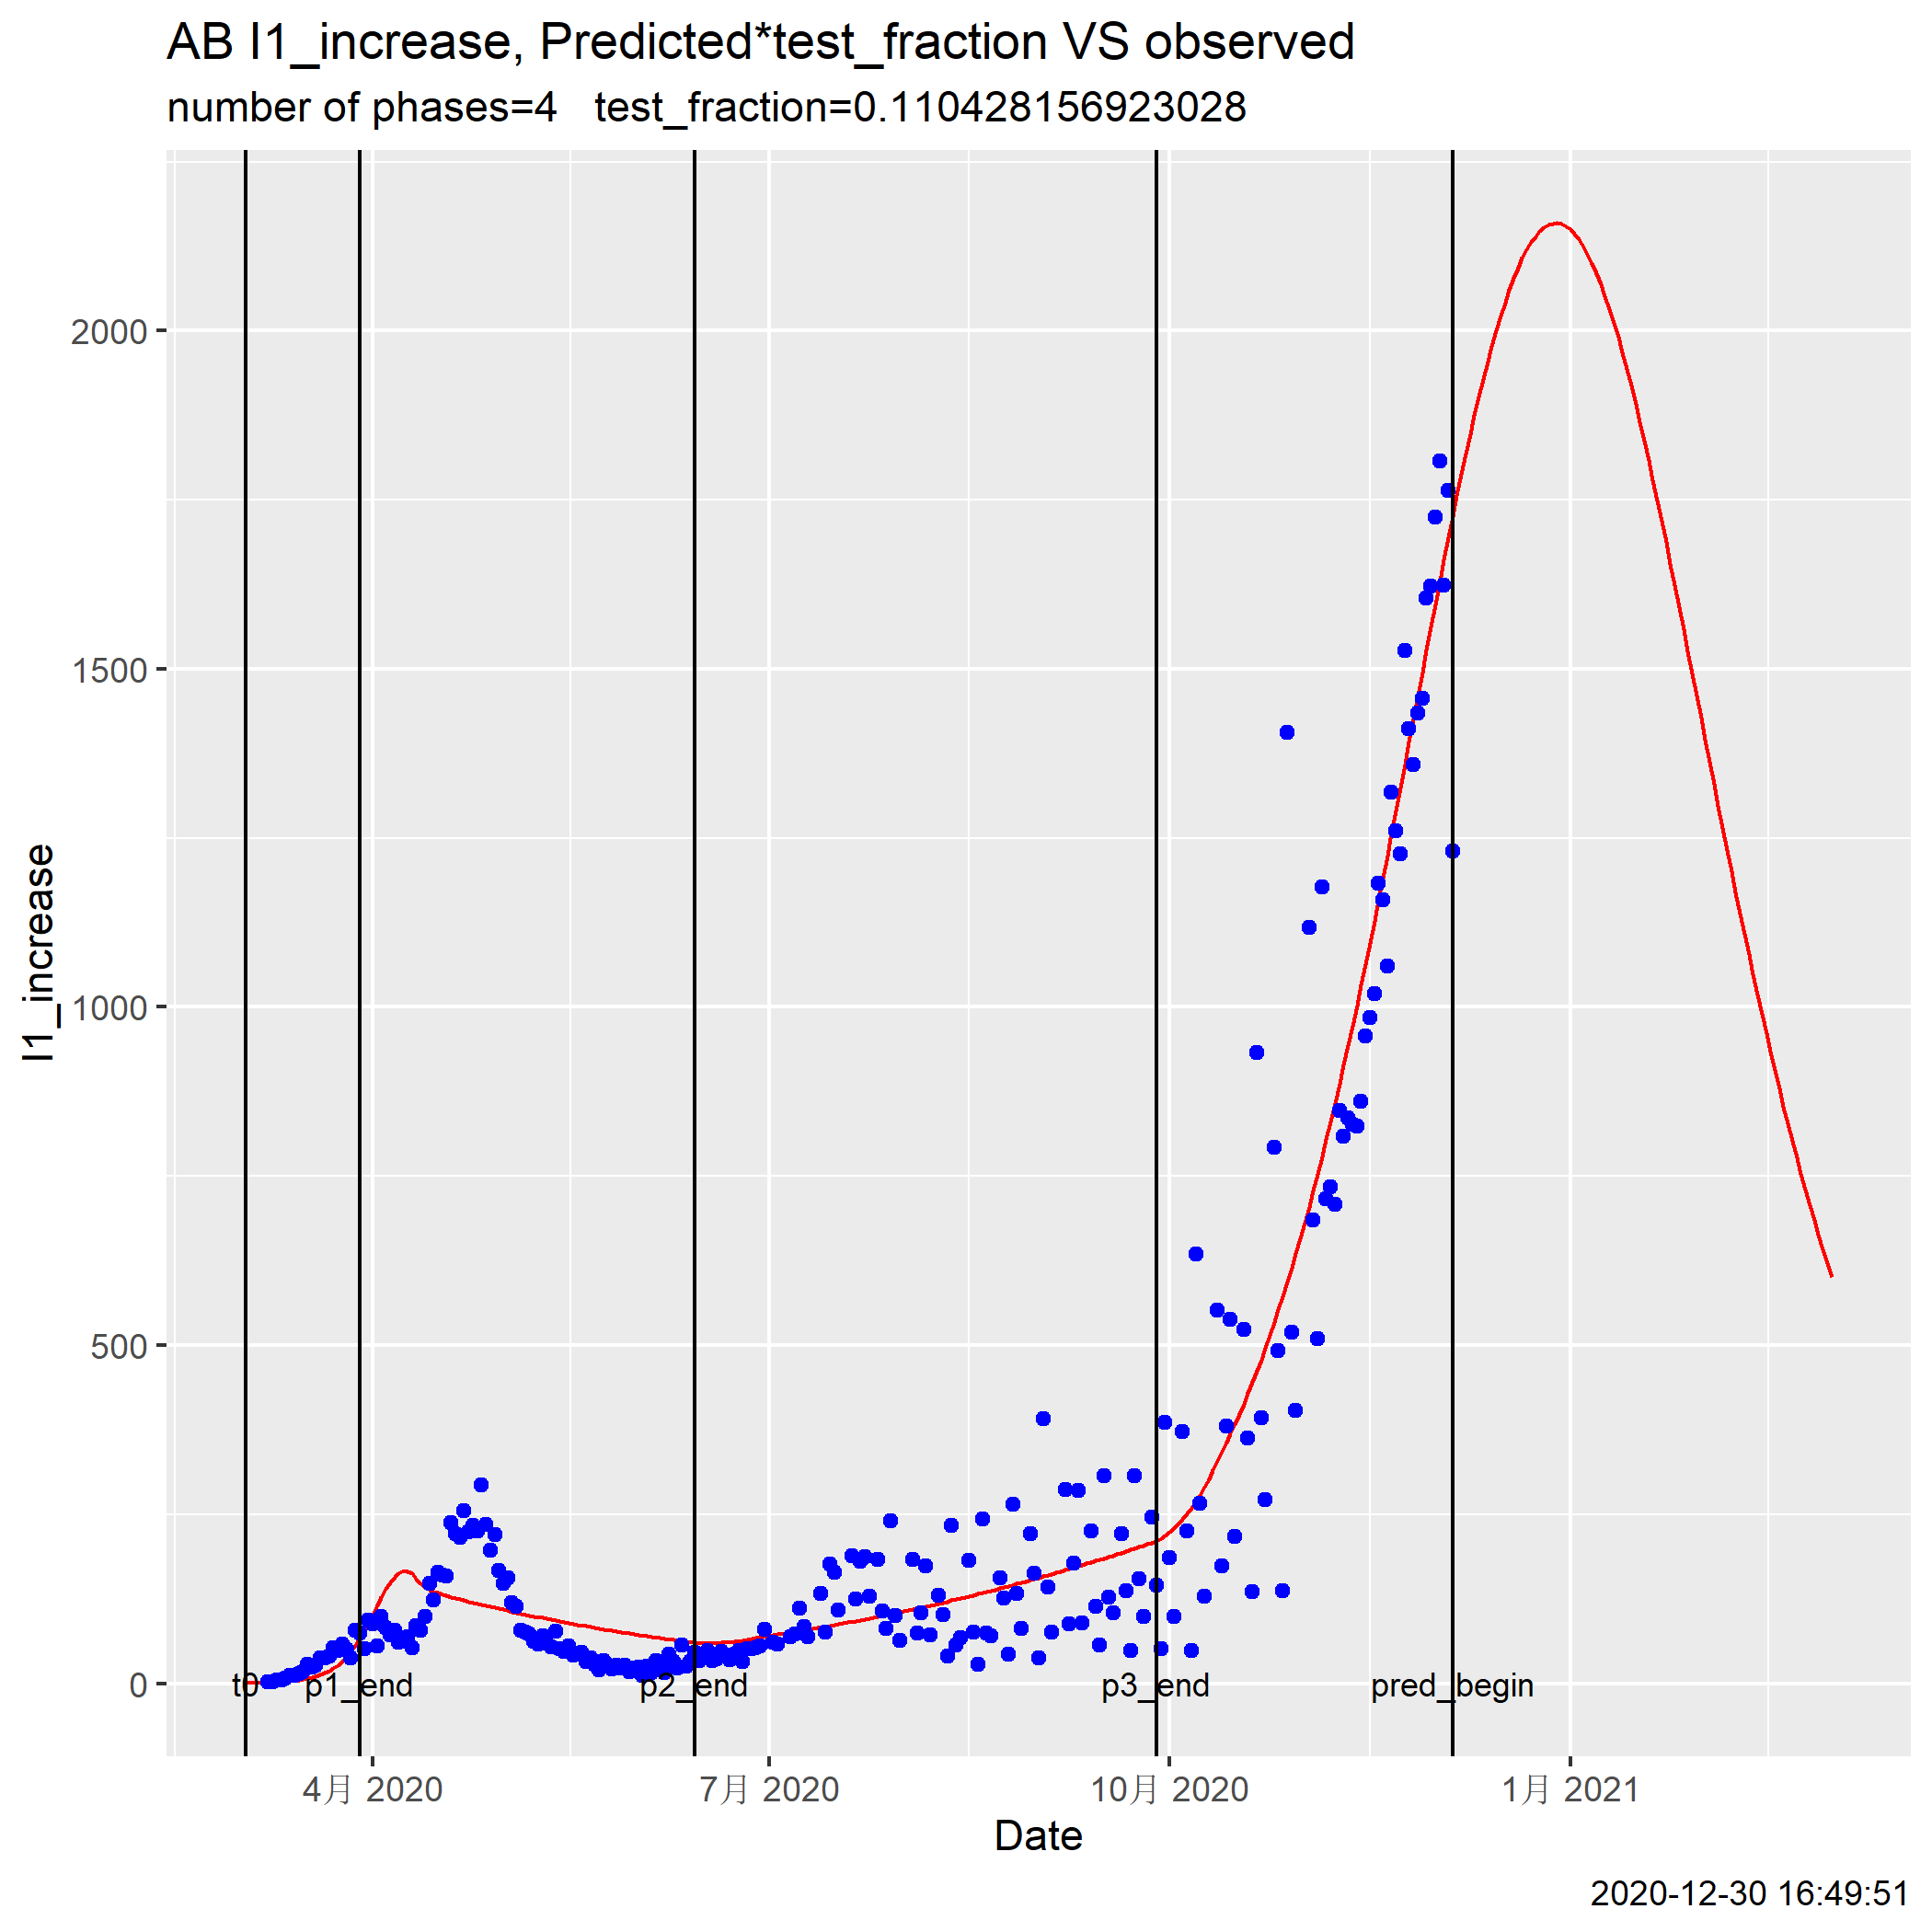 AB I1_increase, Predicted*test_fraction VS observed
number of phases=4   test_fraction=0.110428156923028
2000
1500
1000
500
0
I1_increase
t0
p1_end
p2_end
p3_end
pred_begin
4月 2020
7月 2020
10月 2020
1月 2021
Date
2020-12-30 16:49:51